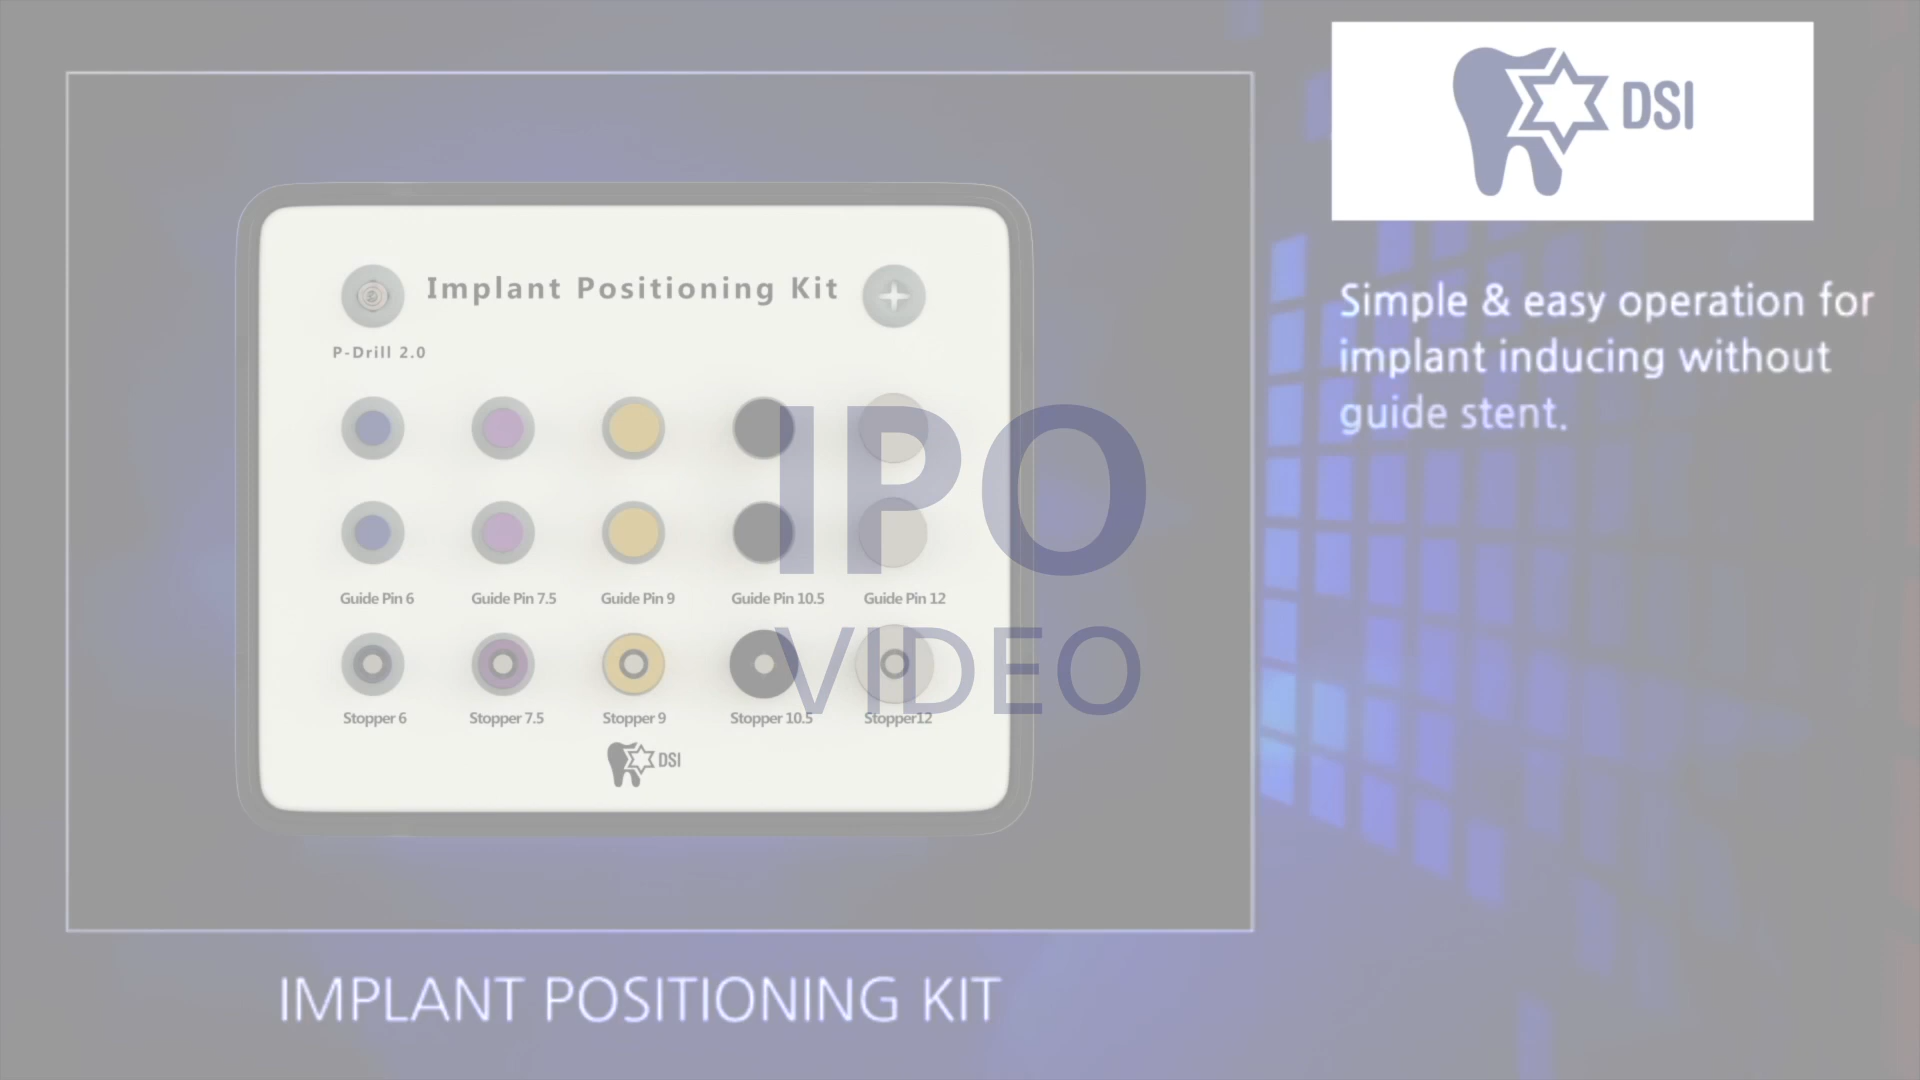 DSI
Implant Positioning Kit
P-Drill 2.0
Simple & easy operation for
implant inducing without
guide stent.
IPO
VIDEO
Guide Pin 6
Guide Pin 7.5
Guide Pin 9
Guide Pin 10.5
Guide Pin 12
Stopper 6
Stopper 7.5
Stopper 9
Stopper 10.5
Stopper12
DSI
IMPLANT POSITIONING KIT